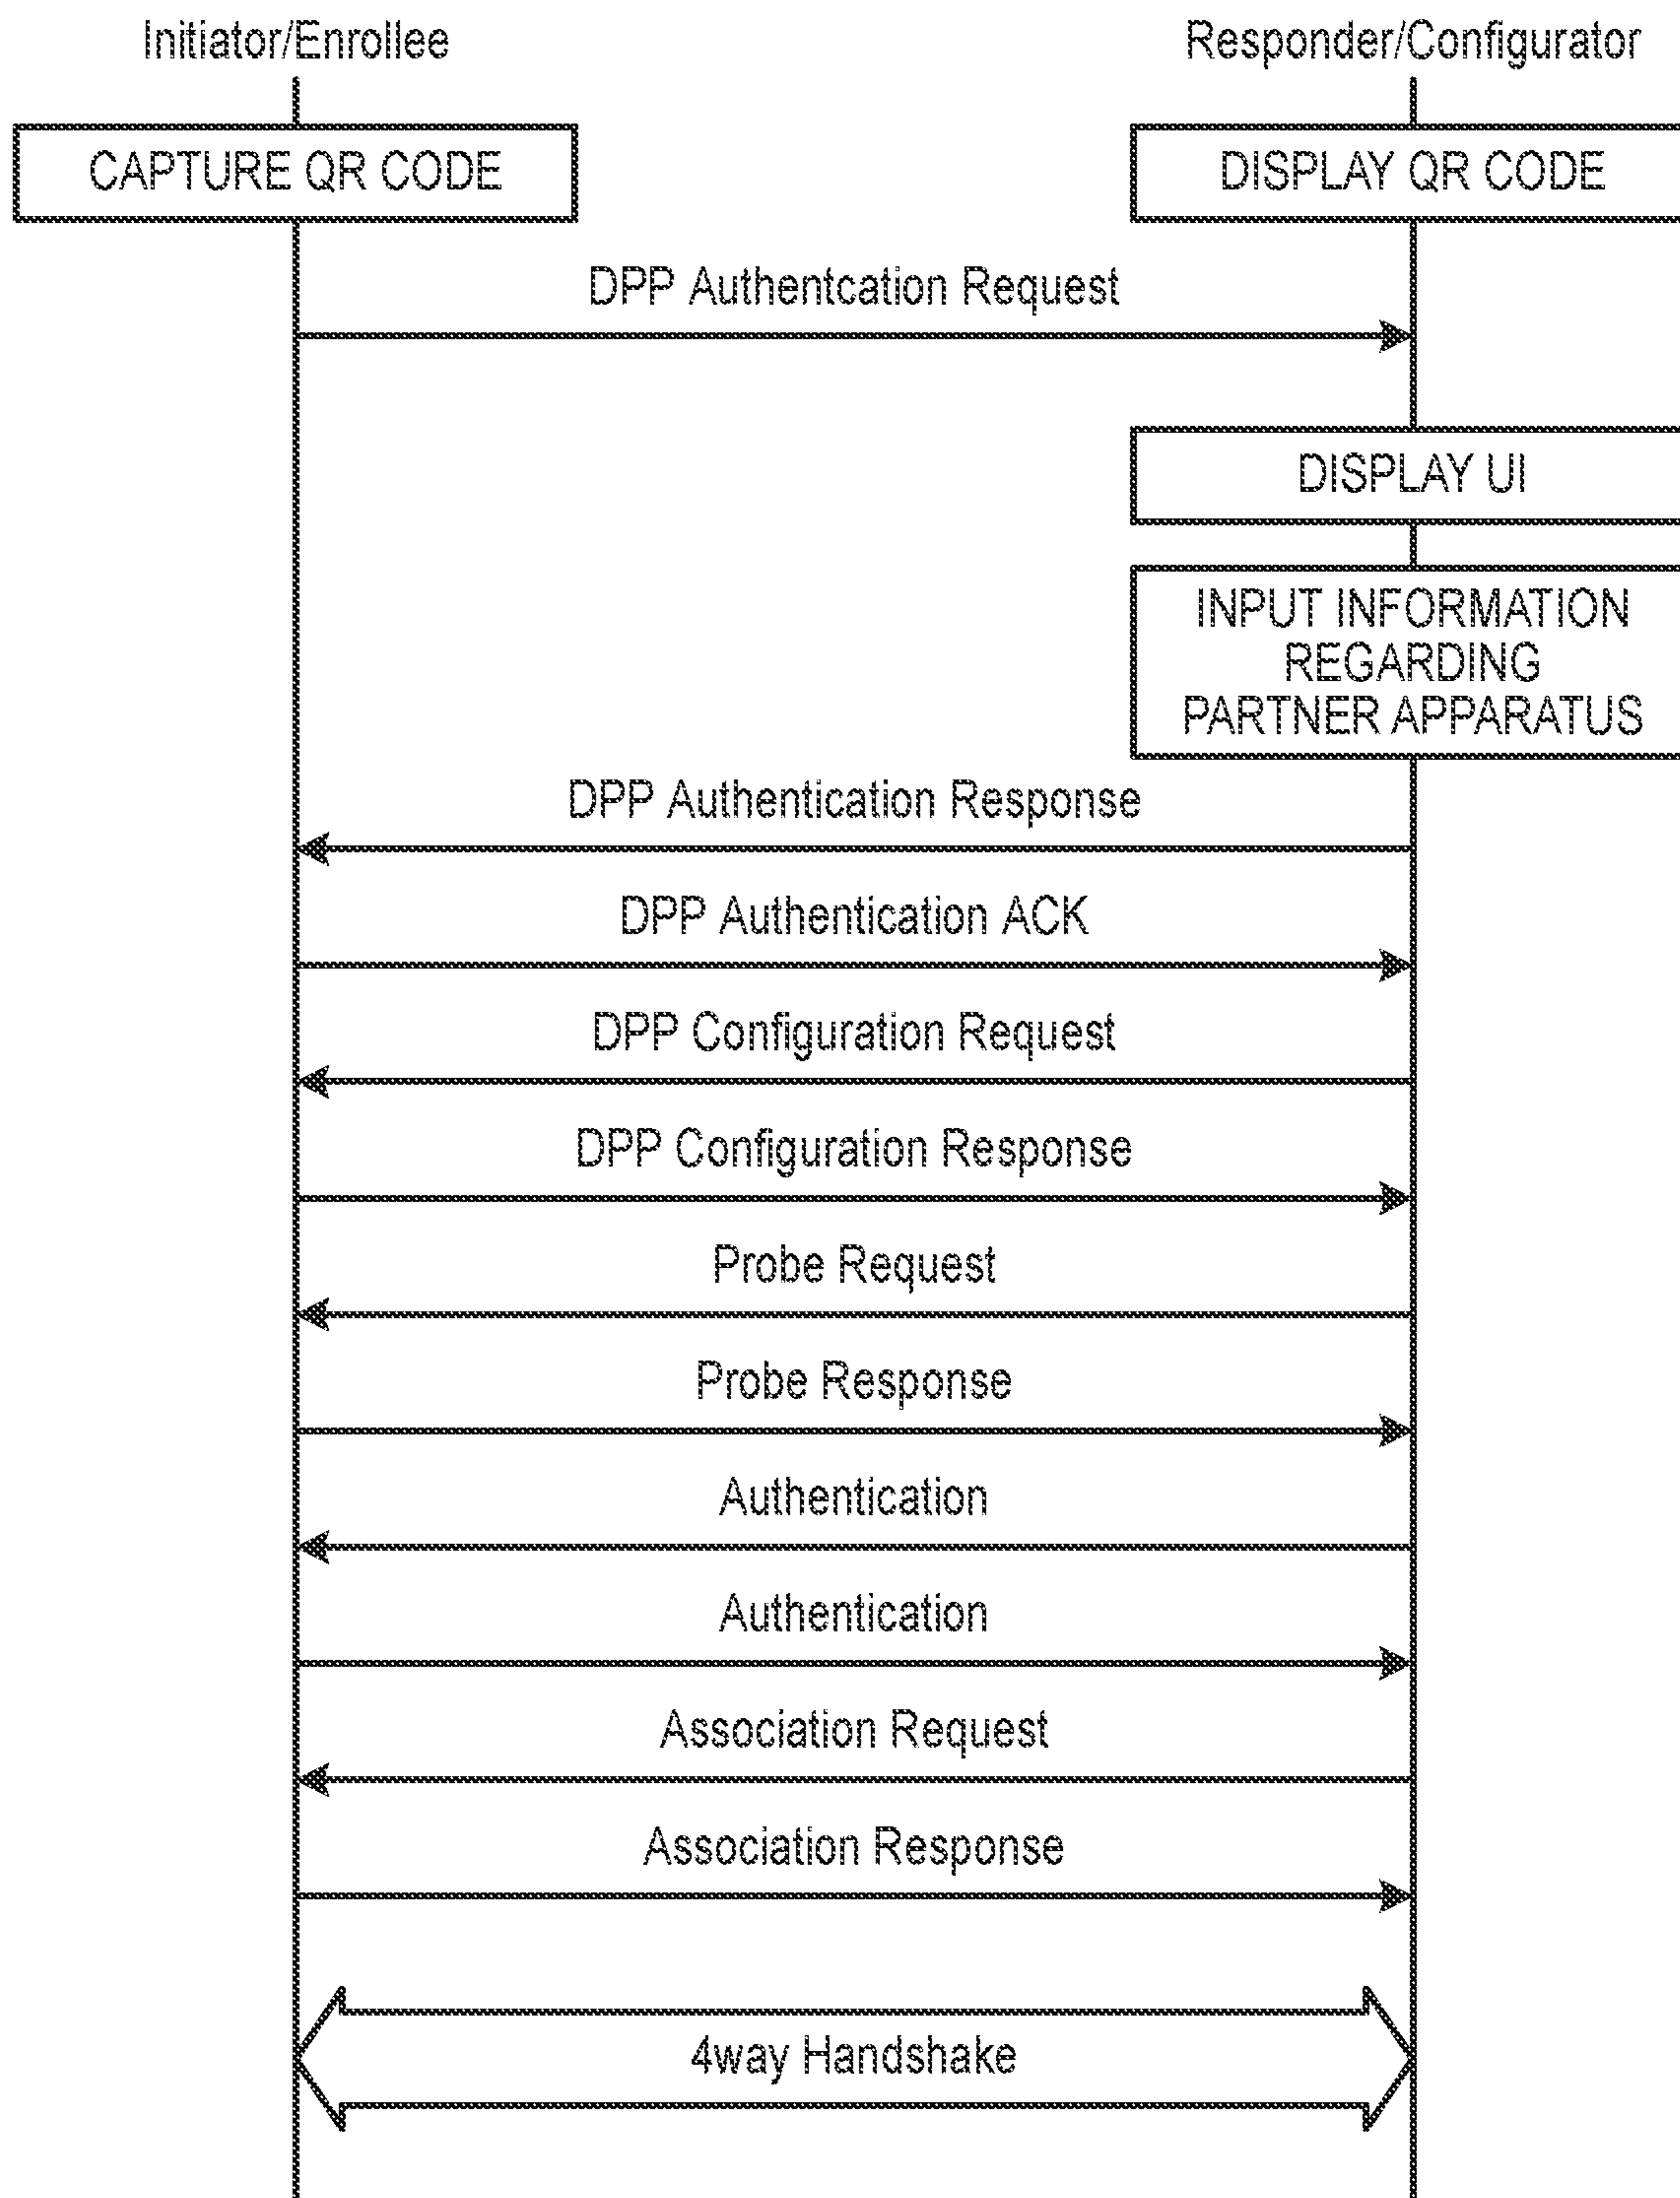 Initiator/Enrollee
Responder/Configurator
CAPTURE QR CODE
DISPLAY QR CODE
DPP Authentcation Request
DISPLAY UI
INPUT INFORMATION
REGARDING
PARTNER APPARATUS
DPP Authentication Response
DPP Authentication ACK
DPP Configuration Request
DPP Configuration Response
Probe Request
Probe Response
Authentication
Authentication
Association Request
Association Response
4way Handshake